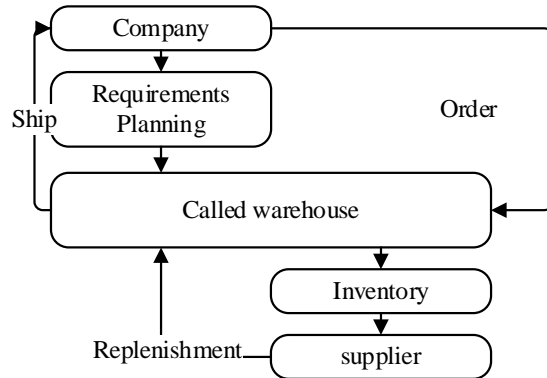 Company
Requirements
Planning
Ship
Order
Called warehouse
Inventory
Replenishment
supplier